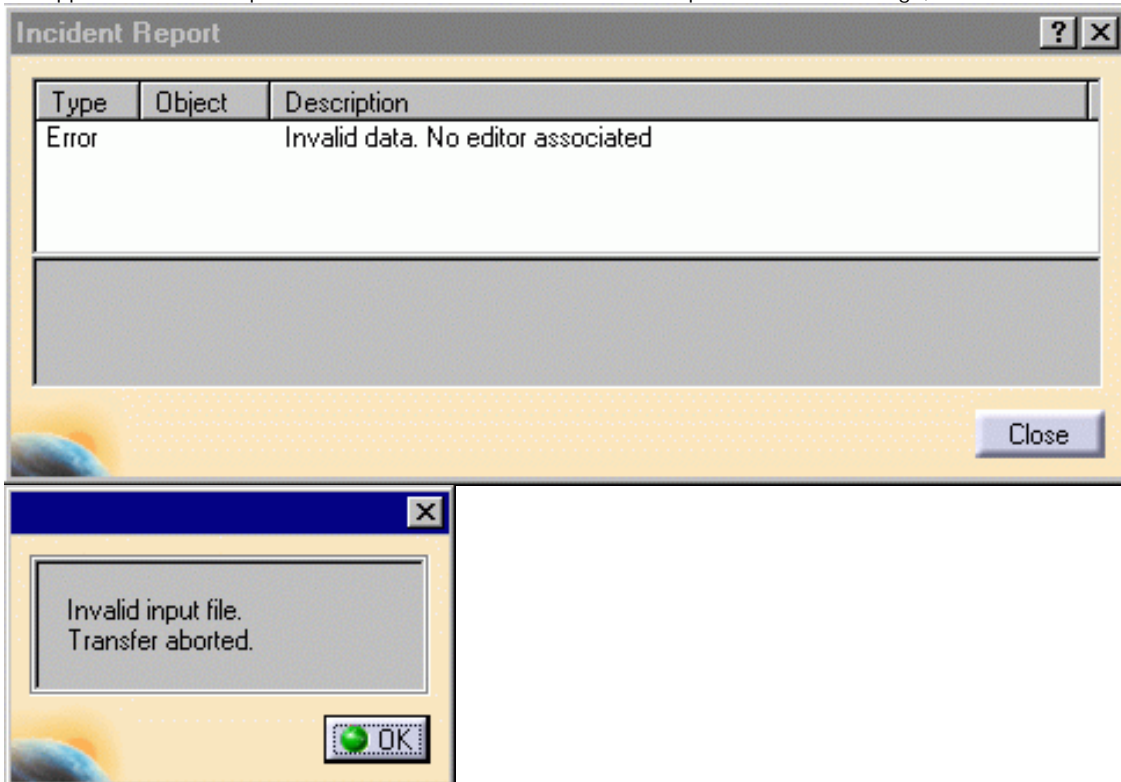 Incident Report
? X
Type Object Description
Error Invalid data. No editor associated
Close
X
Invalid input file.
Transfer aborted.
OK